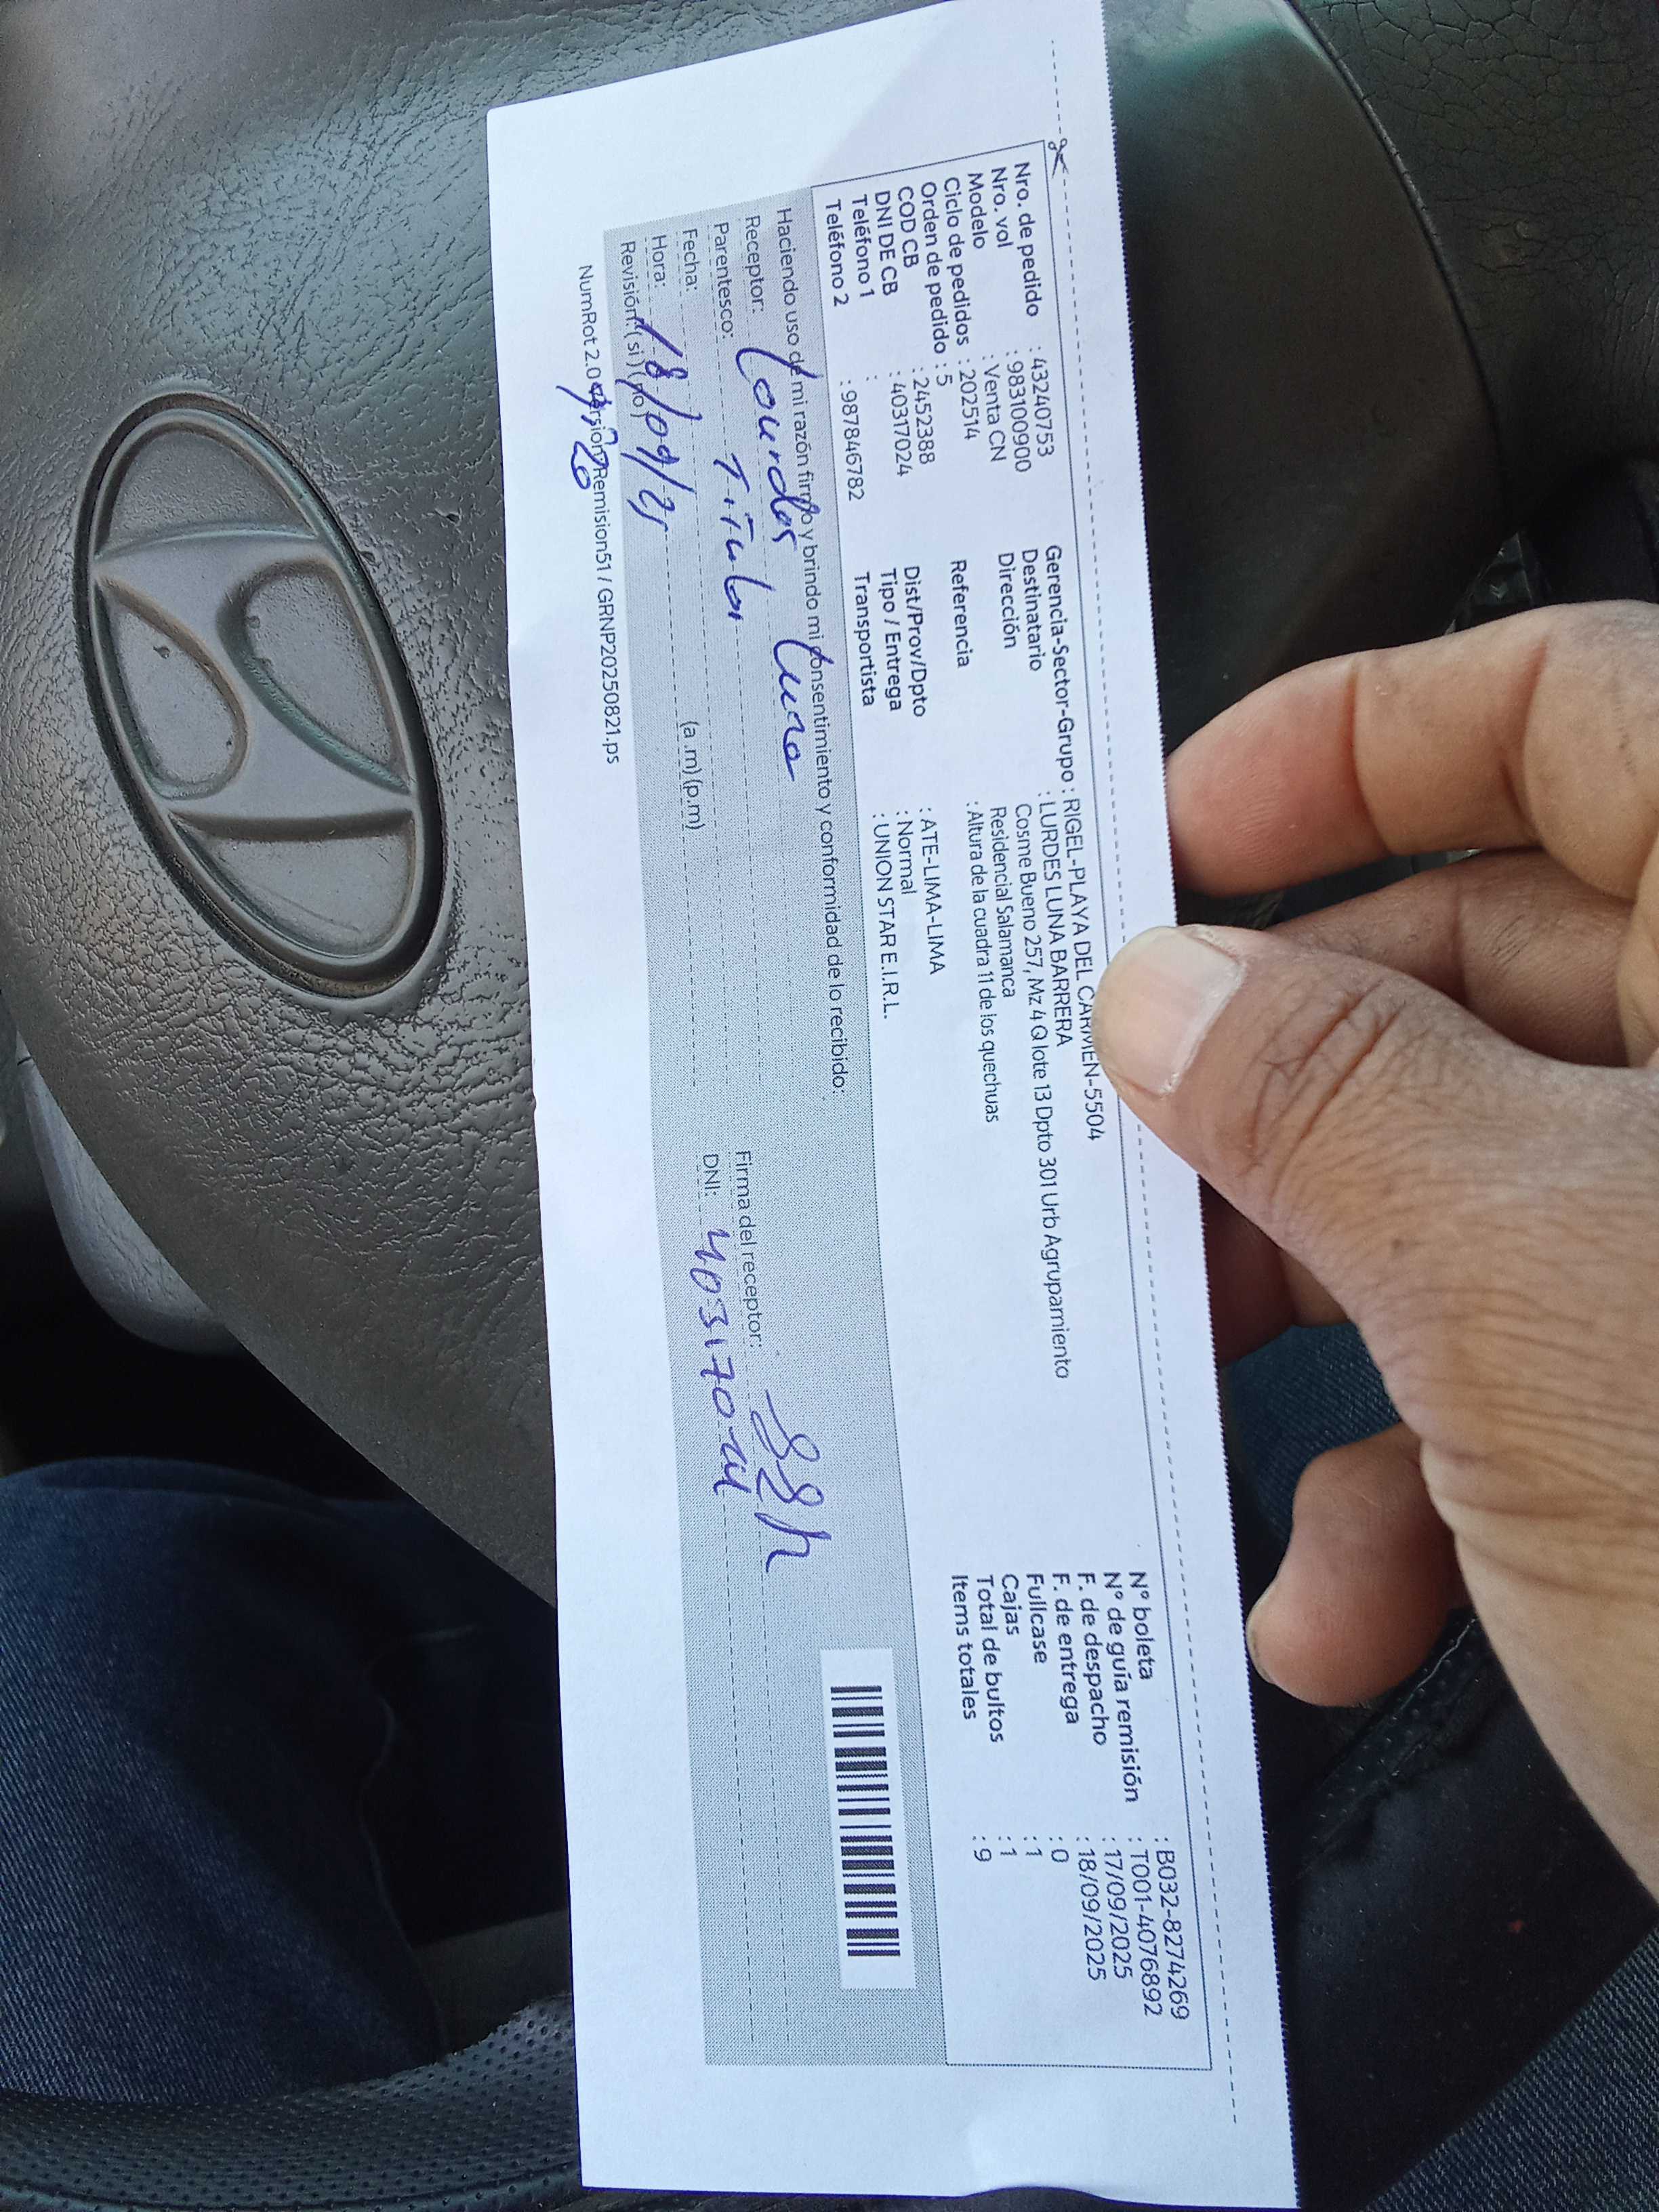 Nro. de pedido : 43240753
Nro. vol : 983100900
Modelo : Venta CN
Ciclo de pedidos : 202514
Orden de pedido : 5
COD CB : 2452388
DNI DE CB : 40317024
Teléfono 1 :
Teléfono 2 : 987846782
Gerencia-Sector-Grupo : RIGEL-PLAYA DEL CARMEN-5504
Destinatario : LURDES LUNA BARRERA
Dirección Cosme Bueno 257, Mz 4 Q lote 13 Dpto 301 Urb Agrupamiento
Residencial Salamanca
Referencia : Altura de la cuadra 11 de los quechuas
Dist/Prov/Dpto : ATE-LIMA-LIMA
Tipo / Entrega : Normal
Transportista : UNION STAR E.I.R.L.
N° boleta : B032-8274269
N° de guía remisión : T001-4076892
F. de despacho : 17/09/2025
F. de entrega : 18/09/2025
Fullcase : 0
Cajas : 1
Total de bultos : 1
Items totales : 9
Haciendo uso de mi razón firmo y brindo mi consentimiento y conformidad de lo recibido:
Receptor: Lourdes Luna
Parentesco: Titular
Fecha: 18/09/25
Hora: (a .m) (p.m)
Revisión: ( si ) ( no )
Firma del receptor:
DNI: 40317024
NumRot 2.0 Remision51 / GRNP20250821.ps